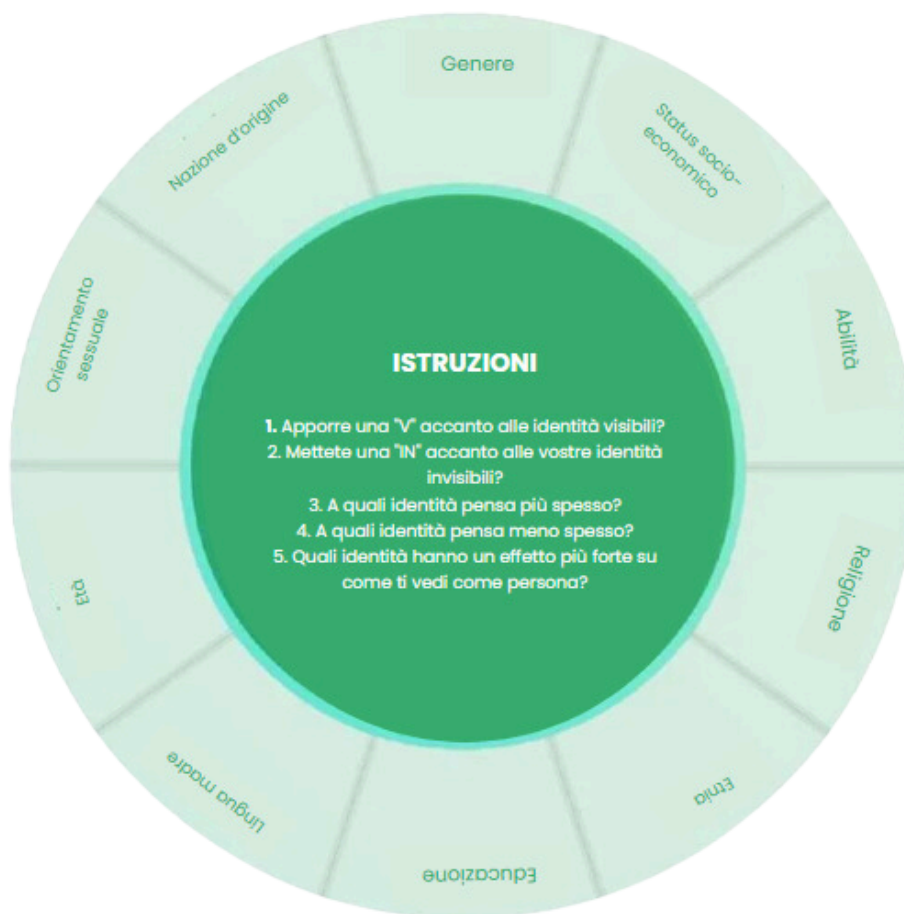 Genere
Status socio-
economico
Abilità
Religione
Etnia
Educazione
Lingua madre
Età
Orientamento
sessuale
Nazione d'origine
ISTRUZIONI
1. Apporre una "V" accanto alle identità visibili?
2. Mettete una "IN" accanto alle vostre identità
invisibili?
3. A quali identità pensa più spesso?
4. A quali identità pensa meno spesso?
5. Quali identità hanno un effetto più forte su
come ti vedi come persona?